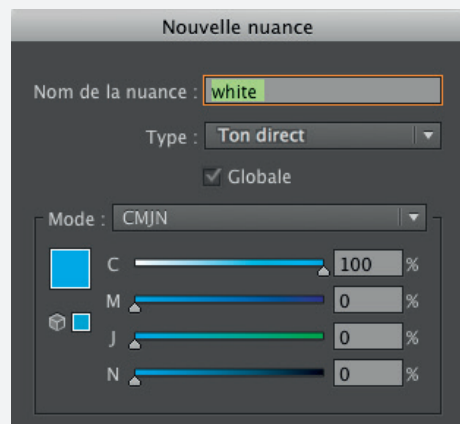 Nouvelle nuance
Nom de la nuance : white
Type : Ton direct
Globale
Mode : CMJN
C 100 %
M 0 %
J 0 %
N 0 %